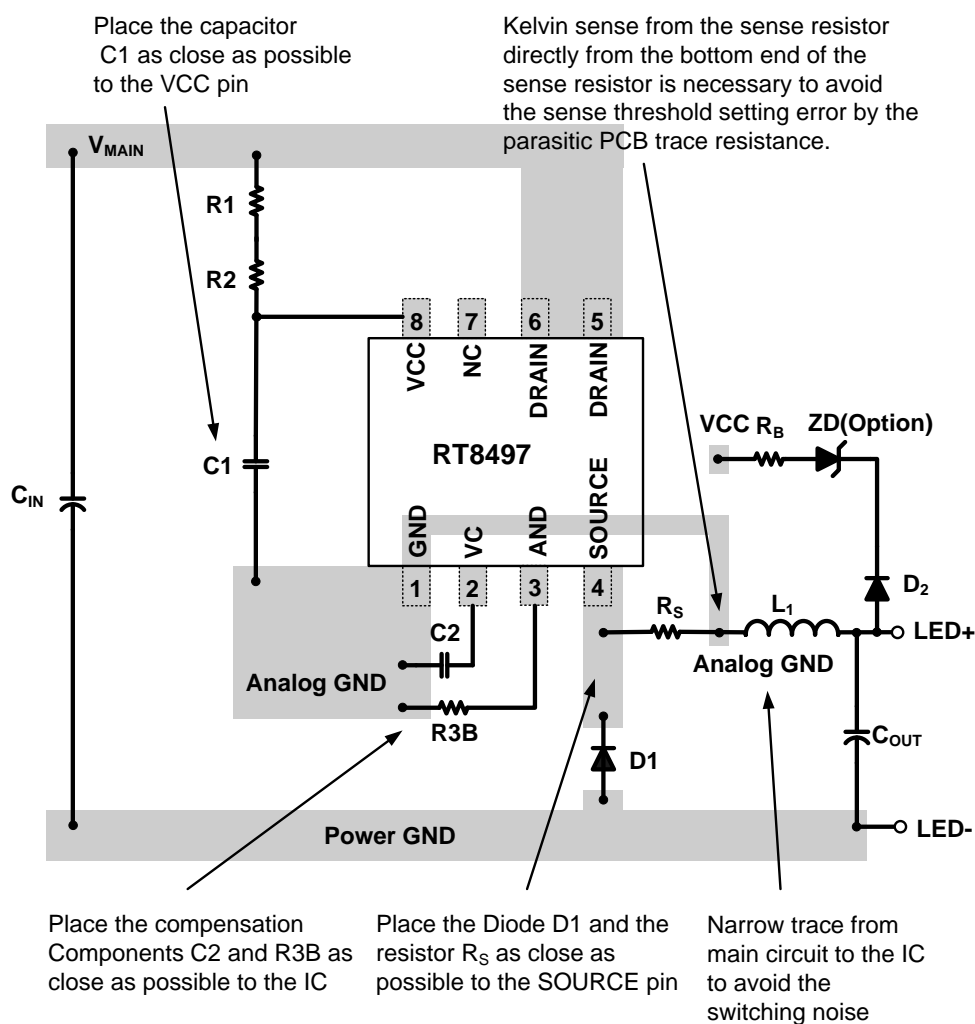 Place the capacitor
C1 as close as possible
to the VCC pin
Kelvin sense from the sense resistor
directly from the bottom end of the
sense resistor is necessary to avoid
the sense threshold setting error by the
parasitic PCB trace resistance.
VMAIN
R1
R2
8
7
6
5
VCC
NC
DRAIN
DRAIN
RT8497
GND
VC
AND
SOURCE
1
2
3
4
C1
CIN
VCC
RB
ZD(Option)
D2
RS
L1
LED+
Analog GND
C2
Analog GND
R3B
D1
COUT
Power GND
LED-
Place the compensation
Components C2 and R3B as
close as possible to the IC
Place the Diode D1 and the
resistor RS as close as
possible to the SOURCE pin
Narrow trace from
main circuit to the IC
to avoid the
switching noise